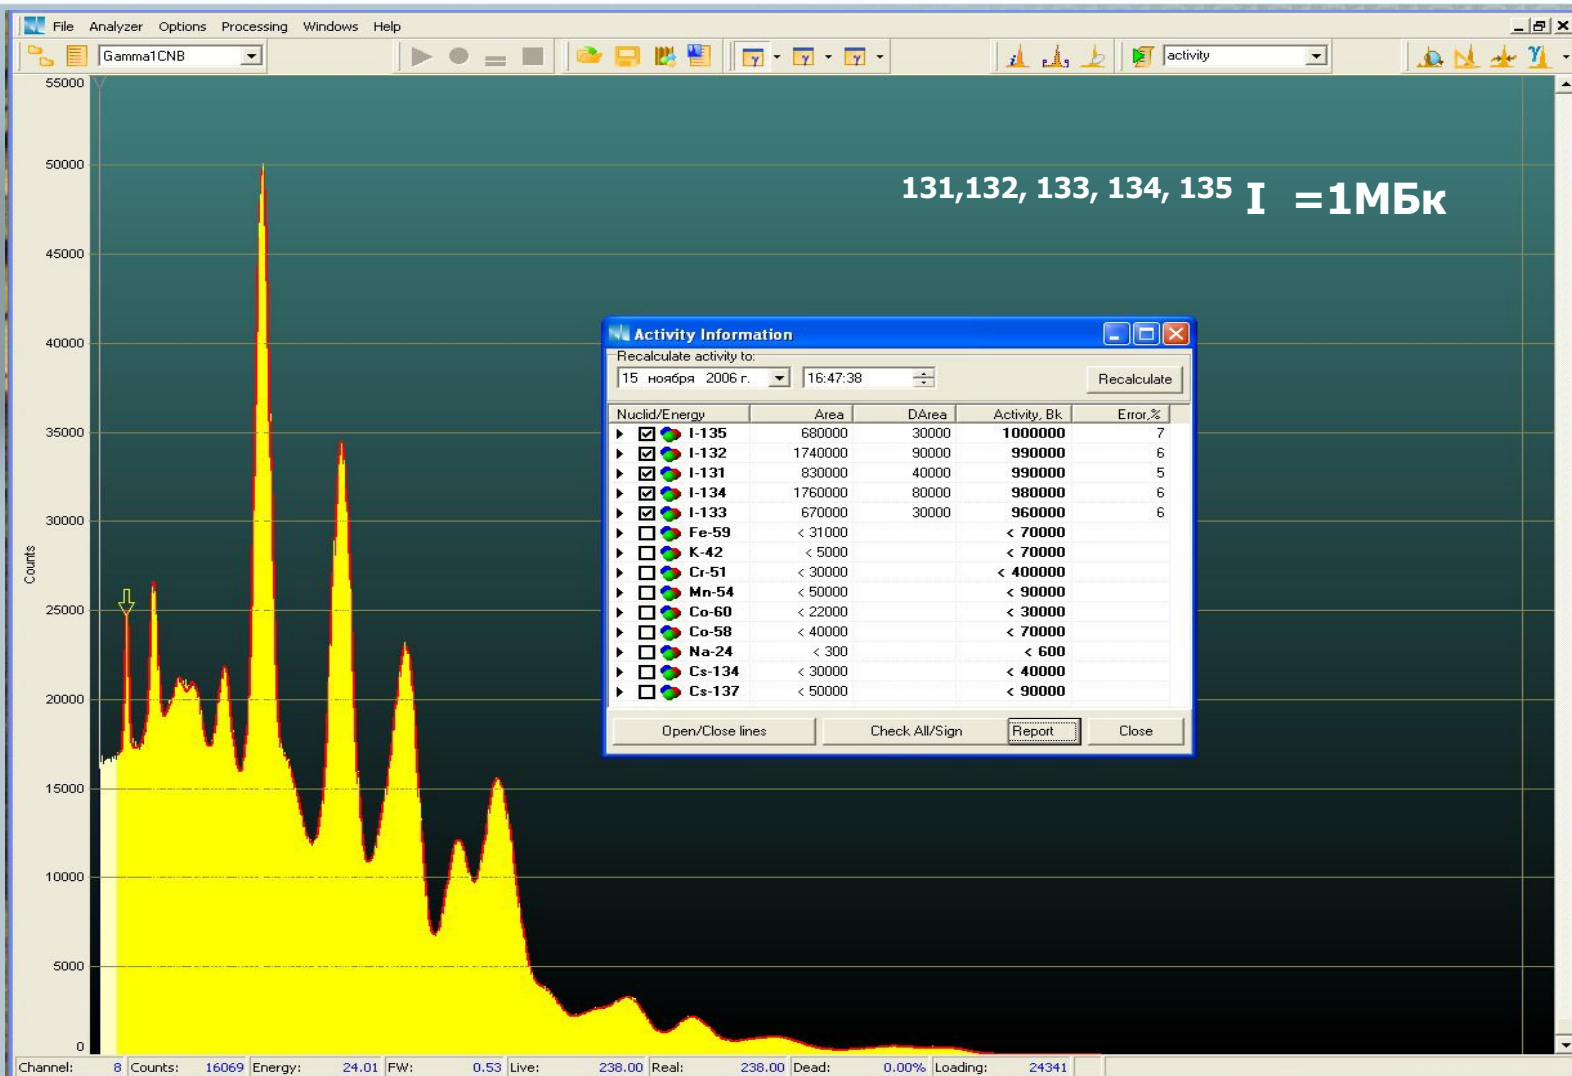 File Analyzer Options Processing Windows Help
Gamma1CNB activity
55000
50000
131,132, 133, 134, 135 I =1МБк
45000
40000
35000
30000
25000
20000
15000
10000
5000
0
Counts
Activity Information
Recalculate activity to:
15 ноября 2006 г. 16:47:38 Recalculate
Nuclid/Energy Area DArea Activity, Bk Error,%
I-135 680000 30000 1000000 7
I-132 1740000 90000 990000 6
I-131 830000 40000 990000 5
I-134 1760000 80000 980000 6
I-133 670000 30000 960000 6
Fe-59 < 31000 < 70000
K-42 < 5000 < 70000
Cr-51 < 30000 < 400000
Mn-54 < 50000 < 90000
Co-60 < 22000 < 30000
Co-58 < 40000 < 70000
Na-24 < 300 < 600
Cs-134 < 30000 < 40000
Cs-137 < 50000 < 90000
Open/Close lines Check All/Sign Report Close
Channel: 8 Counts: 16069 Energy: 24.01 FW: 0.53 Live: 238.00 Real: 238.00 Dead: 0.00% Loading: 24341